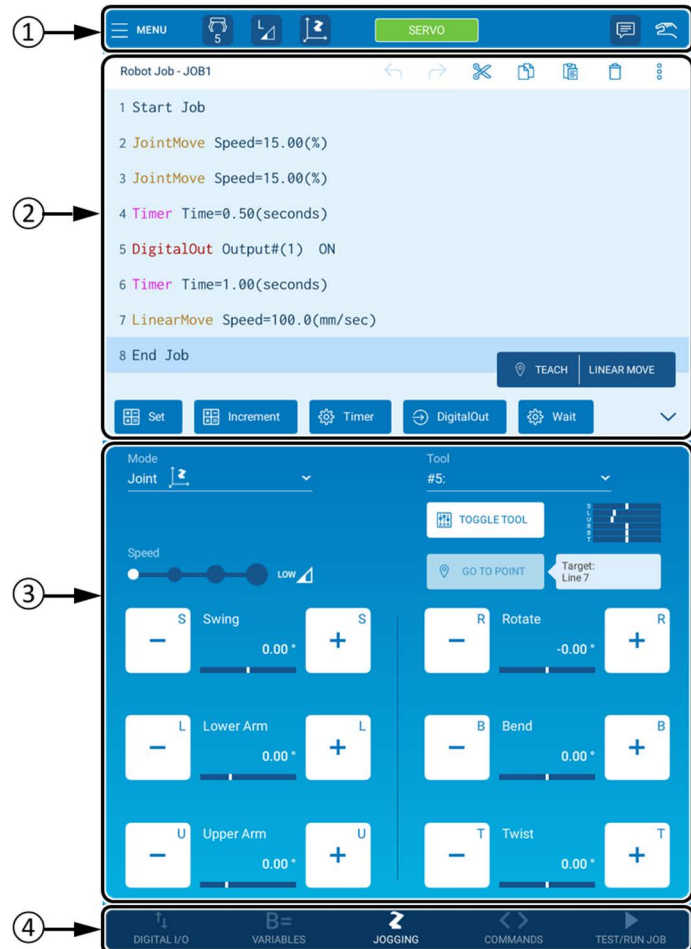 ①
MENU
5
L
SERVO
②
Robot Job - JOB1
1 Start Job
2 JointMove Speed=15.00(%)
3 JointMove Speed=15.00(%)
4 Timer Time=0.50(seconds)
5 DigitalOut Output#(1) ON
6 Timer Time=1.00(seconds)
7 LinearMove Speed=100.0(mm/sec)
8 End Job
TEACH LINEAR MOVE
Set Increment Timer DigitalOut Wait
③
Mode
Joint
Tool
#5:
TOGGLE TOOL
S
L
U
R
B
T
Speed
LOW
GO TO POINT
Target:
Line 7
− S Swing 0.00 ° S +
− R Rotate -0.00 ° R +
− L Lower Arm 0.00 ° L +
− B Bend 0.00 ° B +
− U Upper Arm 0.00 ° U +
− T Twist 0.00 ° T +
④
B=
DIGITAL I/O VARIABLES JOGGING COMMANDS TEST/RUN JOB